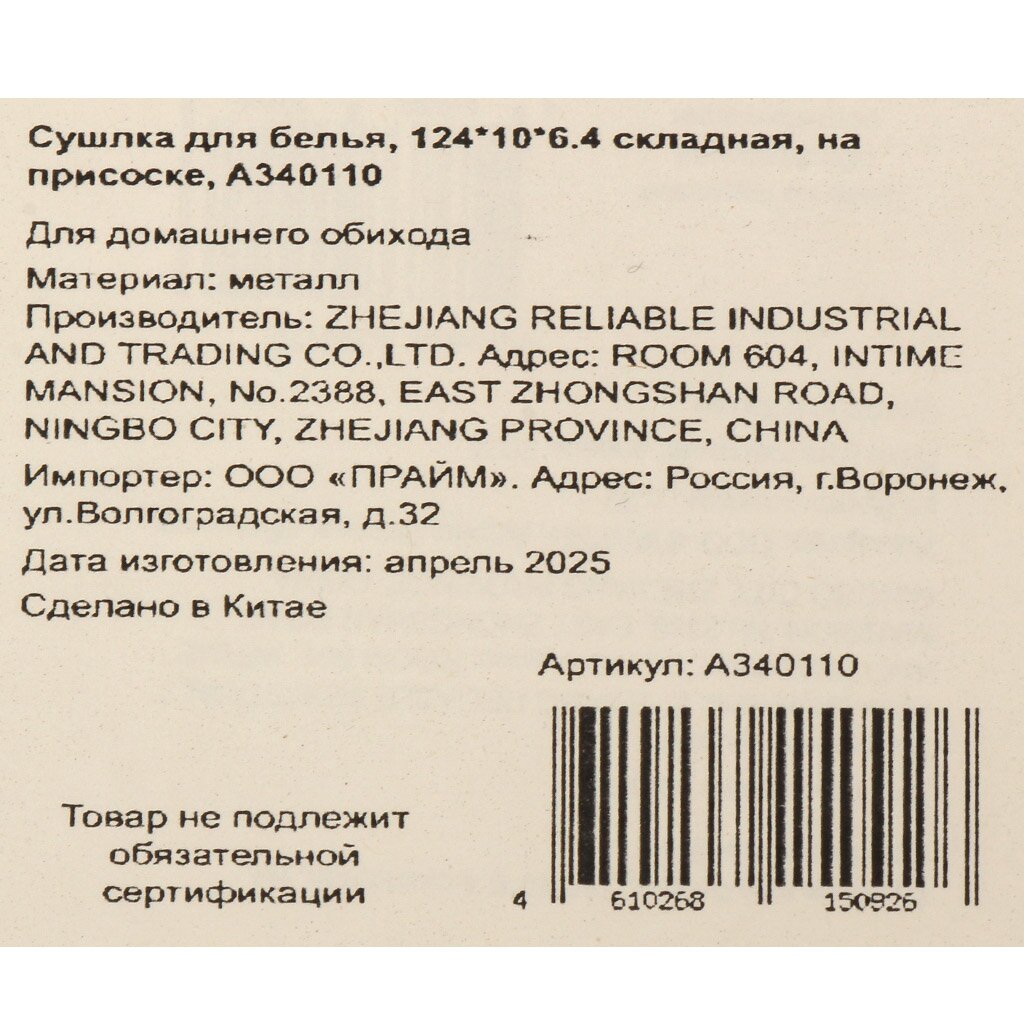 Сушлка для белья, 124*10*6.4 складная, на
присоске, А340110
Для домашнего обихода
Материал: металл
Производитель: ZHEJIANG RELIABLE INDUSTRIAL
AND TRADING CO.,LTD. Адрес: ROOM 604, INTIME
MANSION, No.2388, EAST ZHONGSHAN ROAD,
NINGBO CITY, ZHEJIANG PROVINCE, CHINA
Импортер: ООО «ПРАЙМ». Адрес: Россия, г.Воронеж,
ул.Волгоградская, д.32
Дата изготовления: апрель 2025
Сделано в Китае
Артикул: А340110
Товар не подлежит
обязательной
сертификации
4 610268 150926